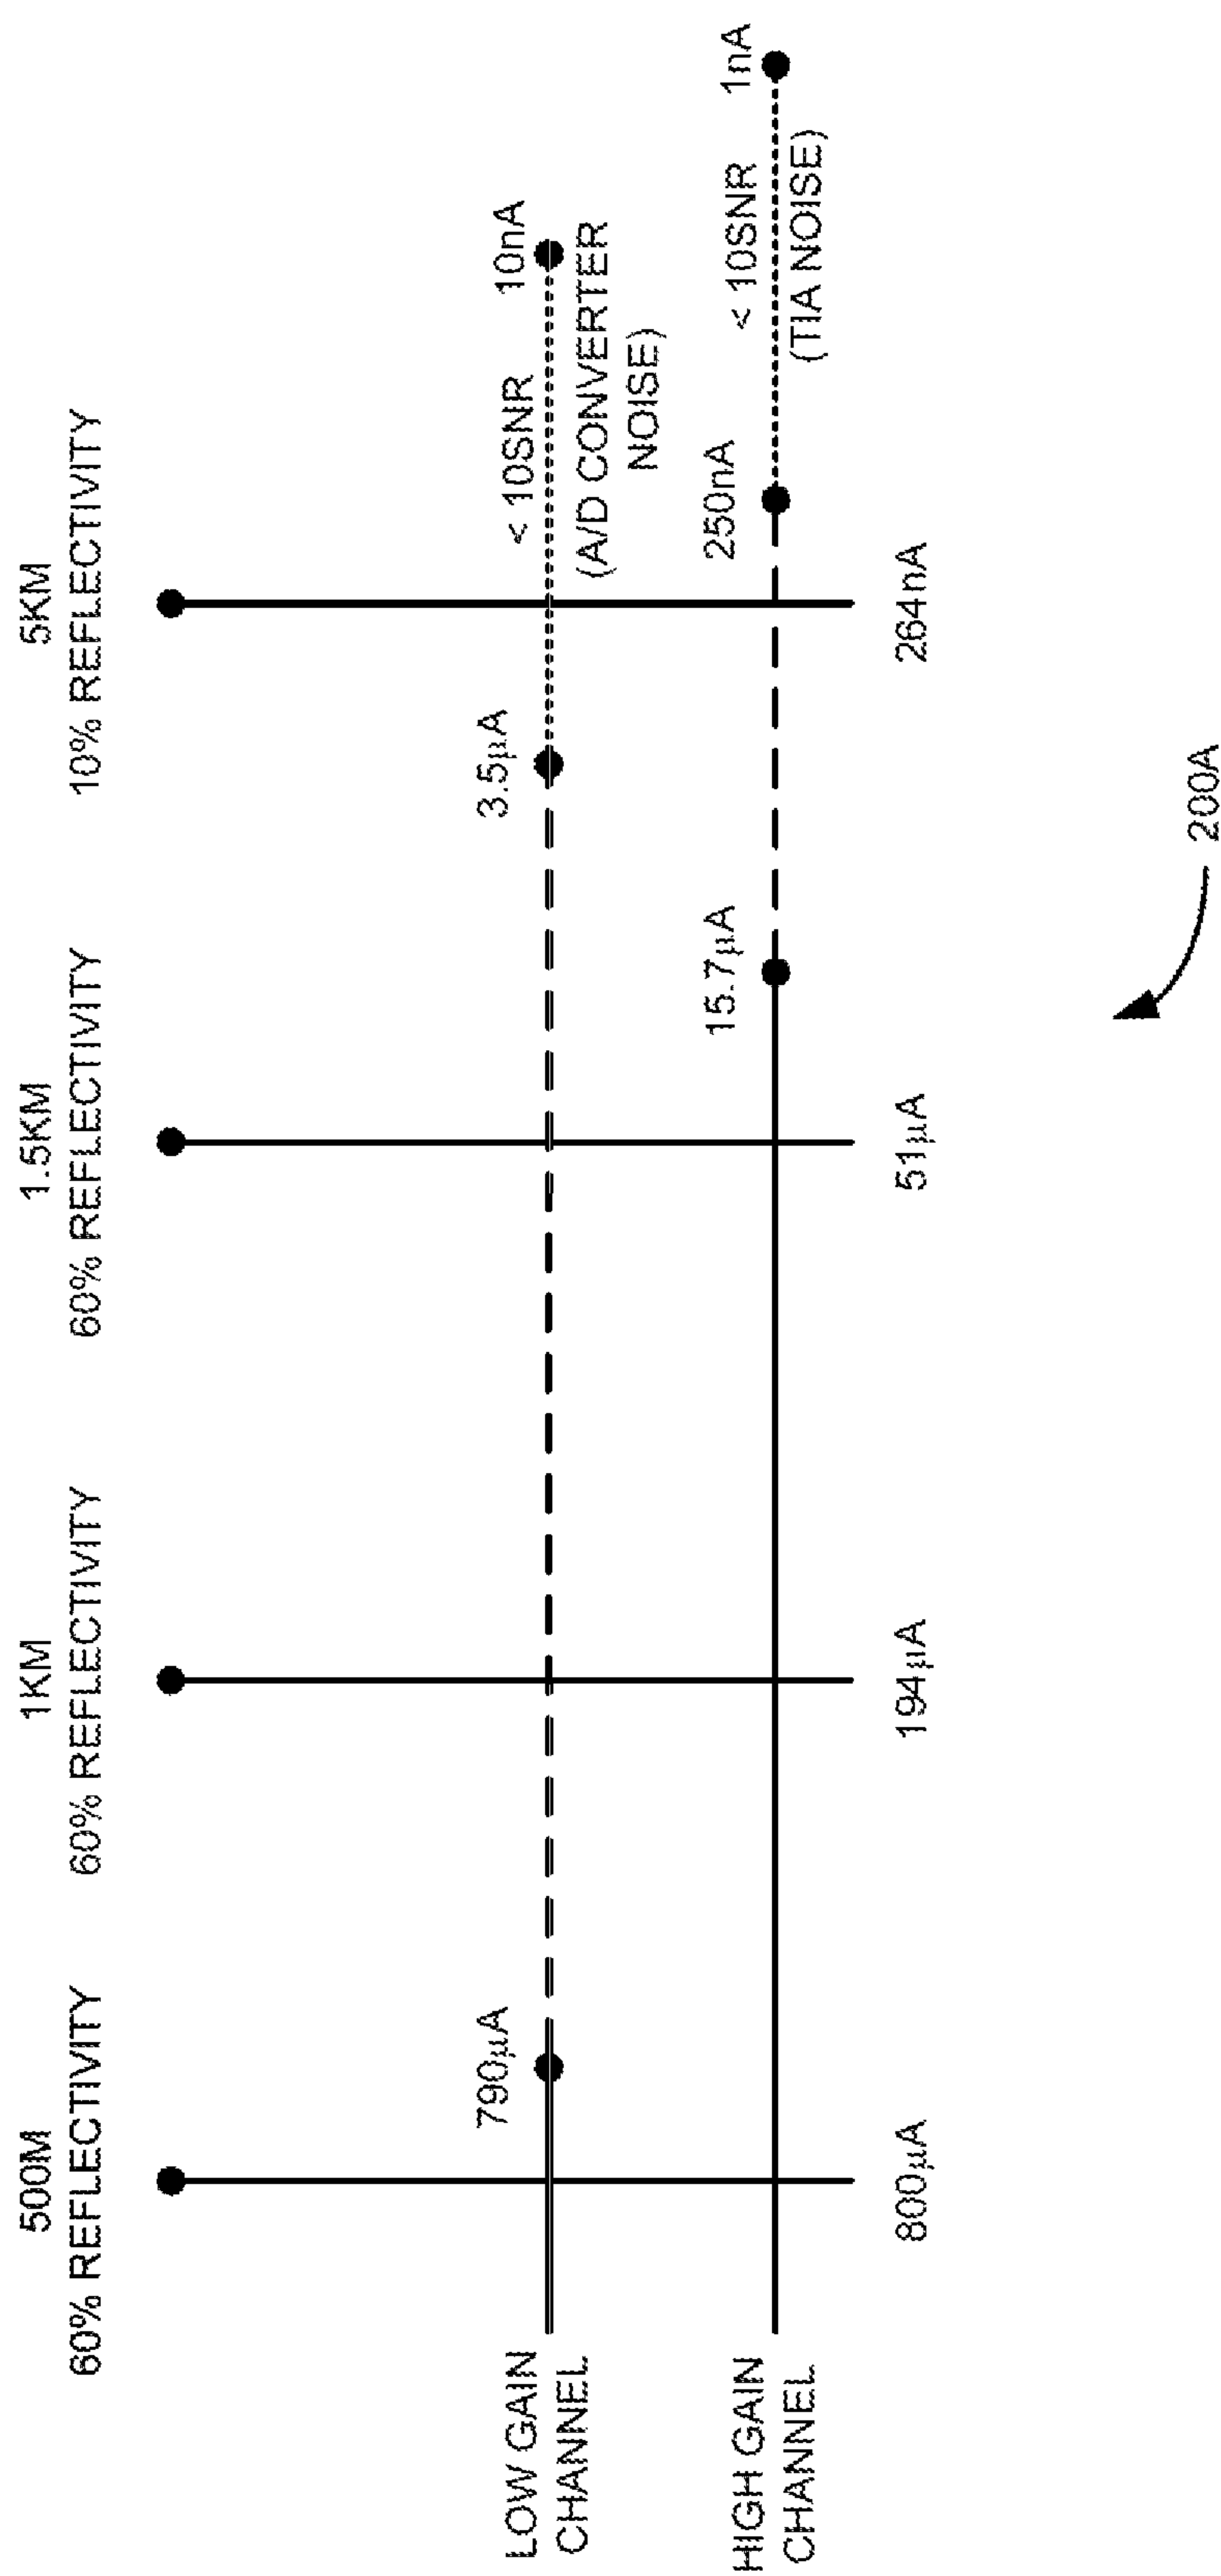 500M
60% REFLECTIVITY
1KM
60% REFLECTIVITY
1.5KM
60% REFLECTIVITY
5KM
10% REFLECTIVITY
LOW GAIN
CHANNEL
790µA
3.5µA
< 10SNR
10nA
(A/D CONVERTER
NOISE)
HIGH GAIN
CHANNEL
15.7µA
250nA
< 10SNR
1nA
(TIA NOISE)
800µA
194µA
51µA
264nA
200A